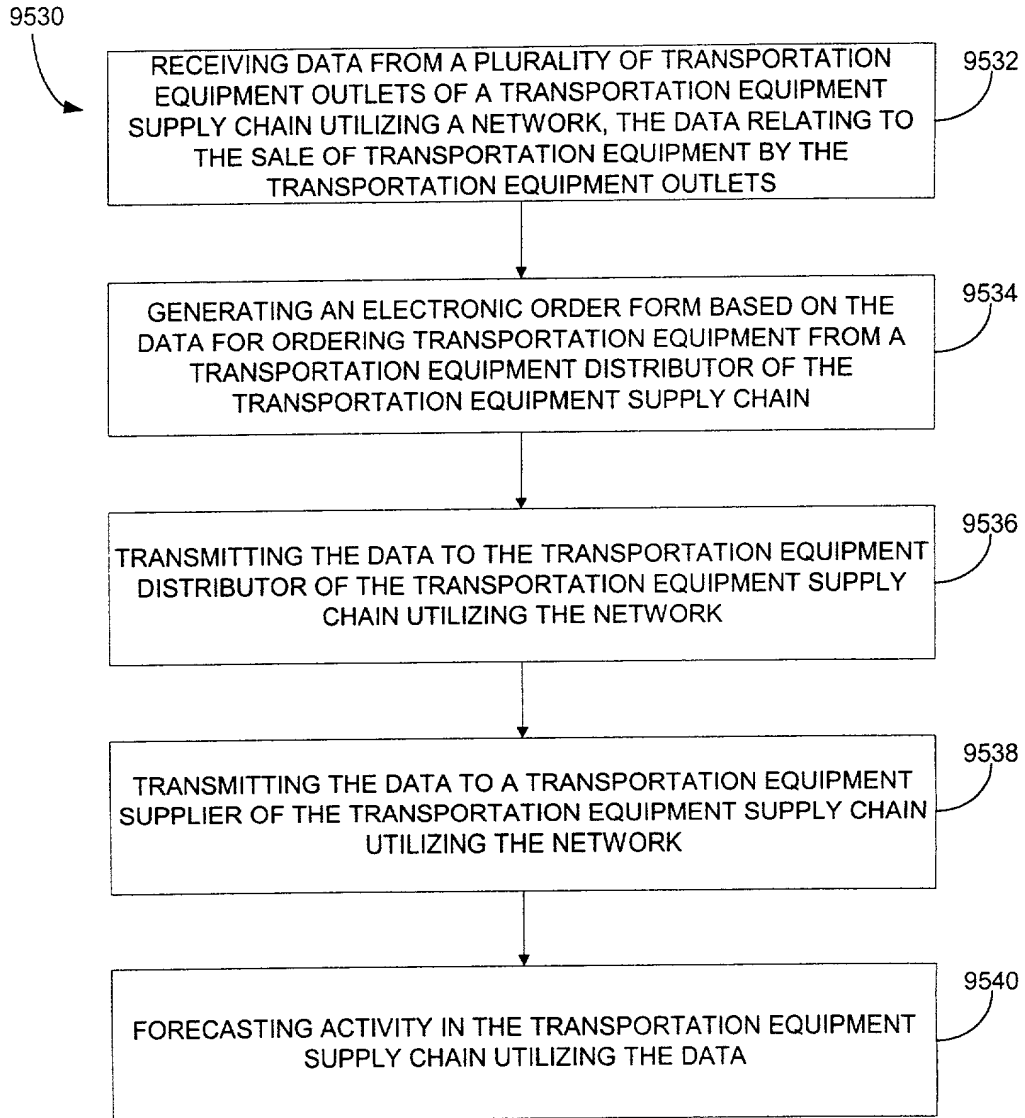 9530
RECEIVING DATA FROM A PLURALITY OF TRANSPORTATION
EQUIPMENT OUTLETS OF A TRANSPORTATION EQUIPMENT
SUPPLY CHAIN UTILIZING A NETWORK, THE DATA RELATING TO
THE SALE OF TRANSPORTATION EQUIPMENT BY THE
TRANSPORTATION EQUIPMENT OUTLETS
9532
GENERATING AN ELECTRONIC ORDER FORM BASED ON THE
DATA FOR ORDERING TRANSPORTATION EQUIPMENT FROM A
TRANSPORTATION EQUIPMENT DISTRIBUTOR OF THE
TRANSPORTATION EQUIPMENT SUPPLY CHAIN
9534
TRANSMITTING THE DATA TO THE TRANSPORTATION EQUIPMENT
DISTRIBUTOR OF THE TRANSPORTATION EQUIPMENT SUPPLY
CHAIN UTILIZING THE NETWORK
9536
TRANSMITTING THE DATA TO A TRANSPORTATION EQUIPMENT
SUPPLIER OF THE TRANSPORTATION EQUIPMENT SUPPLY CHAIN
UTILIZING THE NETWORK
9538
FORECASTING ACTIVITY IN THE TRANSPORTATION EQUIPMENT
SUPPLY CHAIN UTILIZING THE DATA
9540